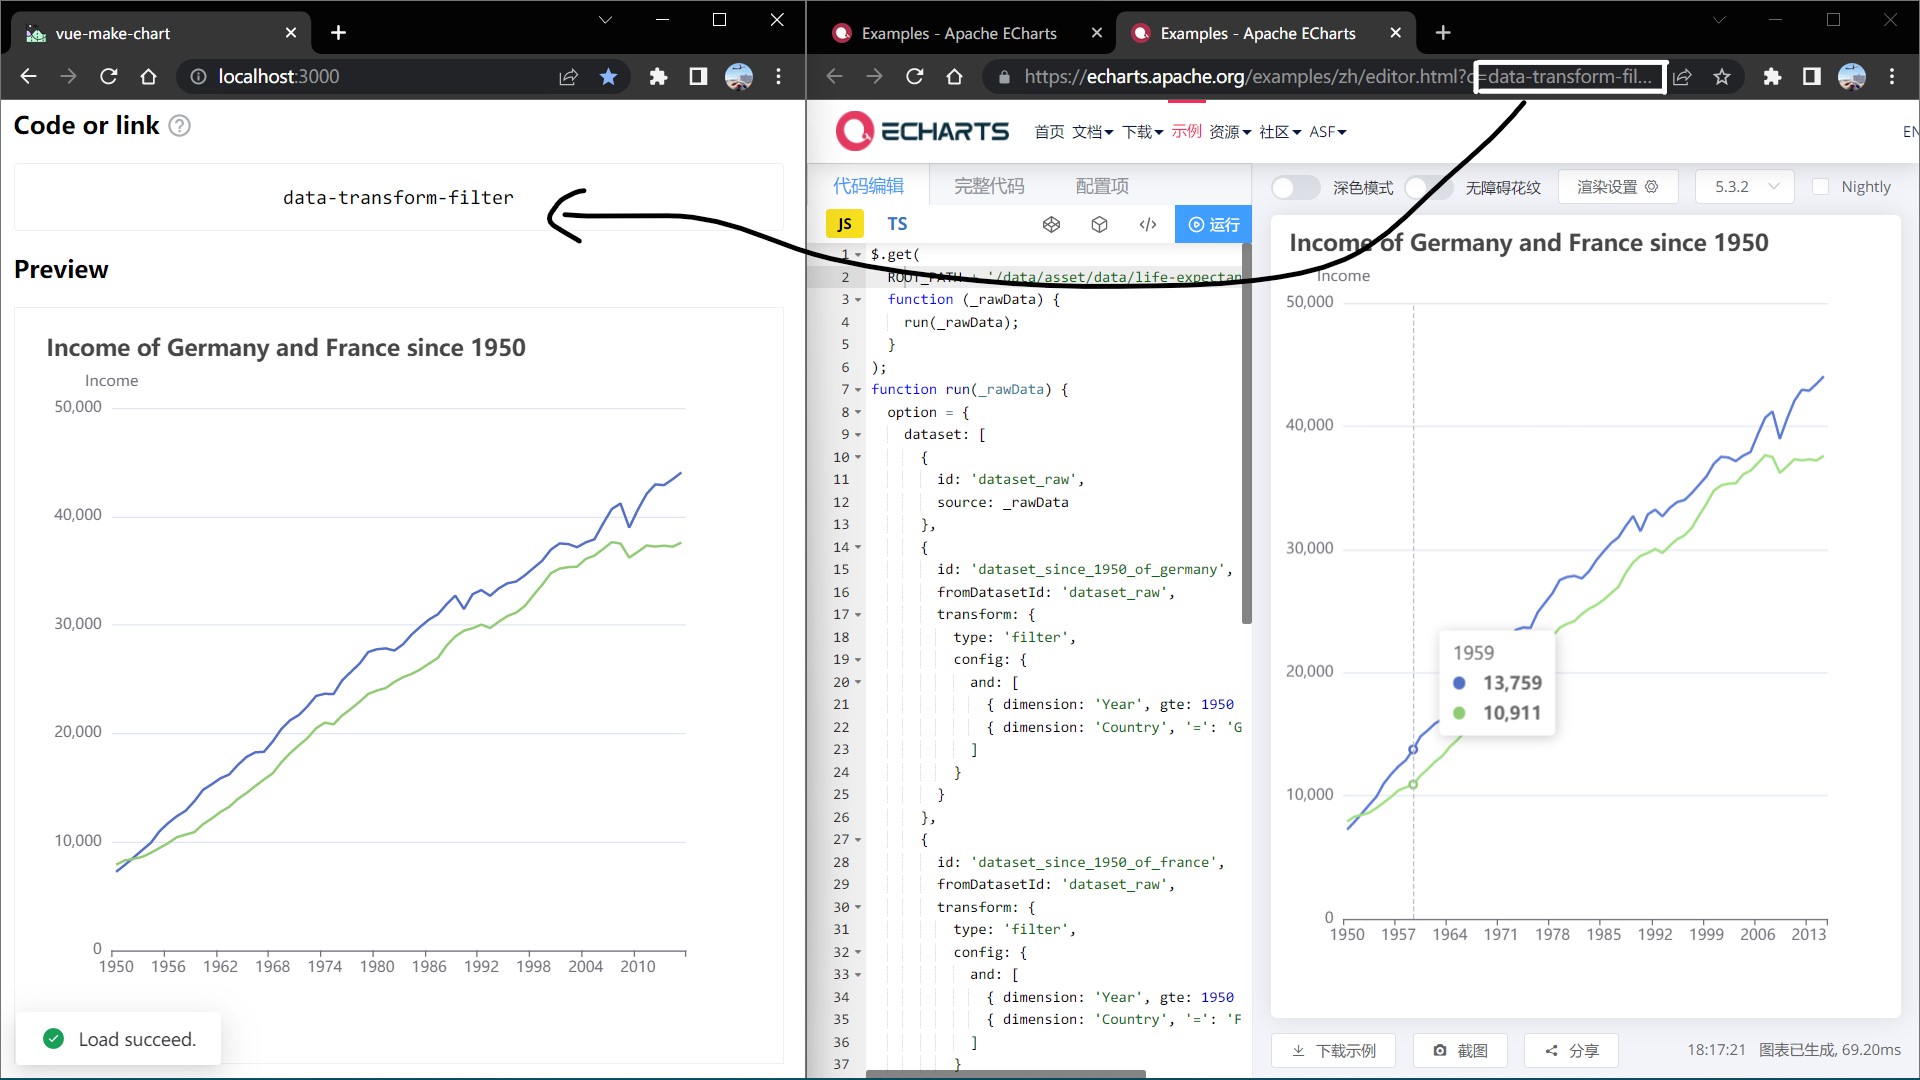 vue-make-chart
localhost:3000
Code or link
data-transform-filter
Preview
Income of Germany and France since 1950
Income
50,000
40,000
30,000
20,000
10,000
0
1950 1956 1962 1968 1974 1980 1986 1992 1998 2004 2010
Load succeed.
Examples - Apache ECharts
Examples - Apache ECharts
https://echarts.apache.org/examples/zh/editor.html?c=data-transform-fil...
ECHARTS
首页 文档 下载 示例 资源 社区 ASF
EN
代码编辑 完整代码 配置项
JS TS </> 运行
1 $.get(
2 ROOT_PATH + '/data/asset/data/life-expectan
3 function (_rawData) {
4 run(_rawData);
5 }
6 );
7 function run(_rawData) {
8 option = {
9 dataset: [
10 {
11 id: 'dataset_raw',
12 source: _rawData
13 },
14 {
15 id: 'dataset_since_1950_of_germany',
16 fromDatasetId: 'dataset_raw',
17 transform: {
18 type: 'filter',
19 config: {
20 and: [
21 { dimension: 'Year', gte: 1950
22 { dimension: 'Country', '=': 'G
23 ]
24 }
25 }
26 },
27 {
28 id: 'dataset_since_1950_of_france',
29 fromDatasetId: 'dataset_raw',
30 transform: {
31 type: 'filter',
32 config: {
33 and: [
34 { dimension: 'Year', gte: 1950
35 { dimension: 'Country', '=': 'F
36 ]
37 }
深色模式 无障碍花纹 渲染设置 5.3.2 Nightly
Income of Germany and France since 1950
Income
50,000
40,000
30,000
20,000
10,000
0
1959
13,759
10,911
1950 1957 1964 1971 1978 1985 1992 1999 2006 2013
下载示例 截图 分享 18:17:21 图表已生成, 69.20ms